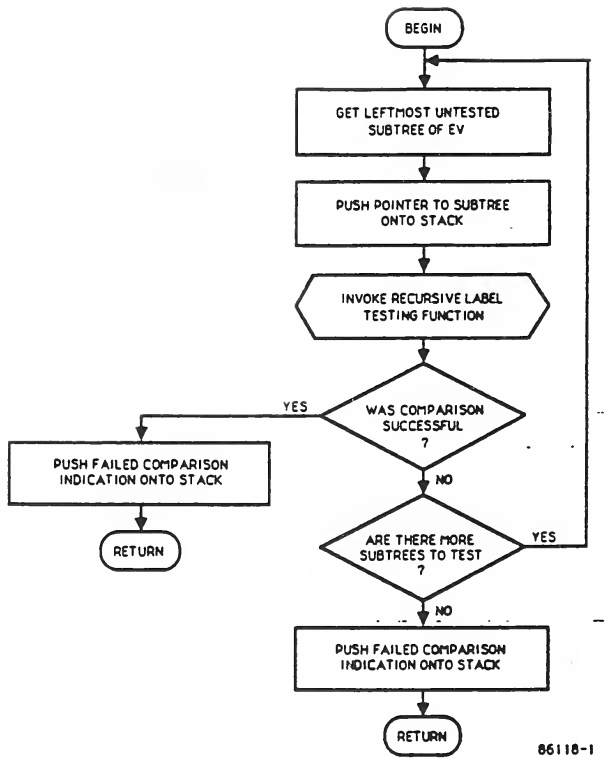 BEGIN
GET LEFTMOST UNTESTED
SUBTREE OF EV
PUSH POINTER TO SUBTREE
ONTO STACK
INVOKE RECURSIVE LABEL
TESTING FUNCTION
WAS COMPARISON
SUCCESSFUL
?
YES
PUSH FAILED COMPARISON
INDICATION ONTO STACK
RETURN
NO
ARE THERE MORE
SUBTREES TO TEST
?
YES
NO
PUSH FAILED COMPARISON
INDICATION ONTO STACK
RETURN
86118-1